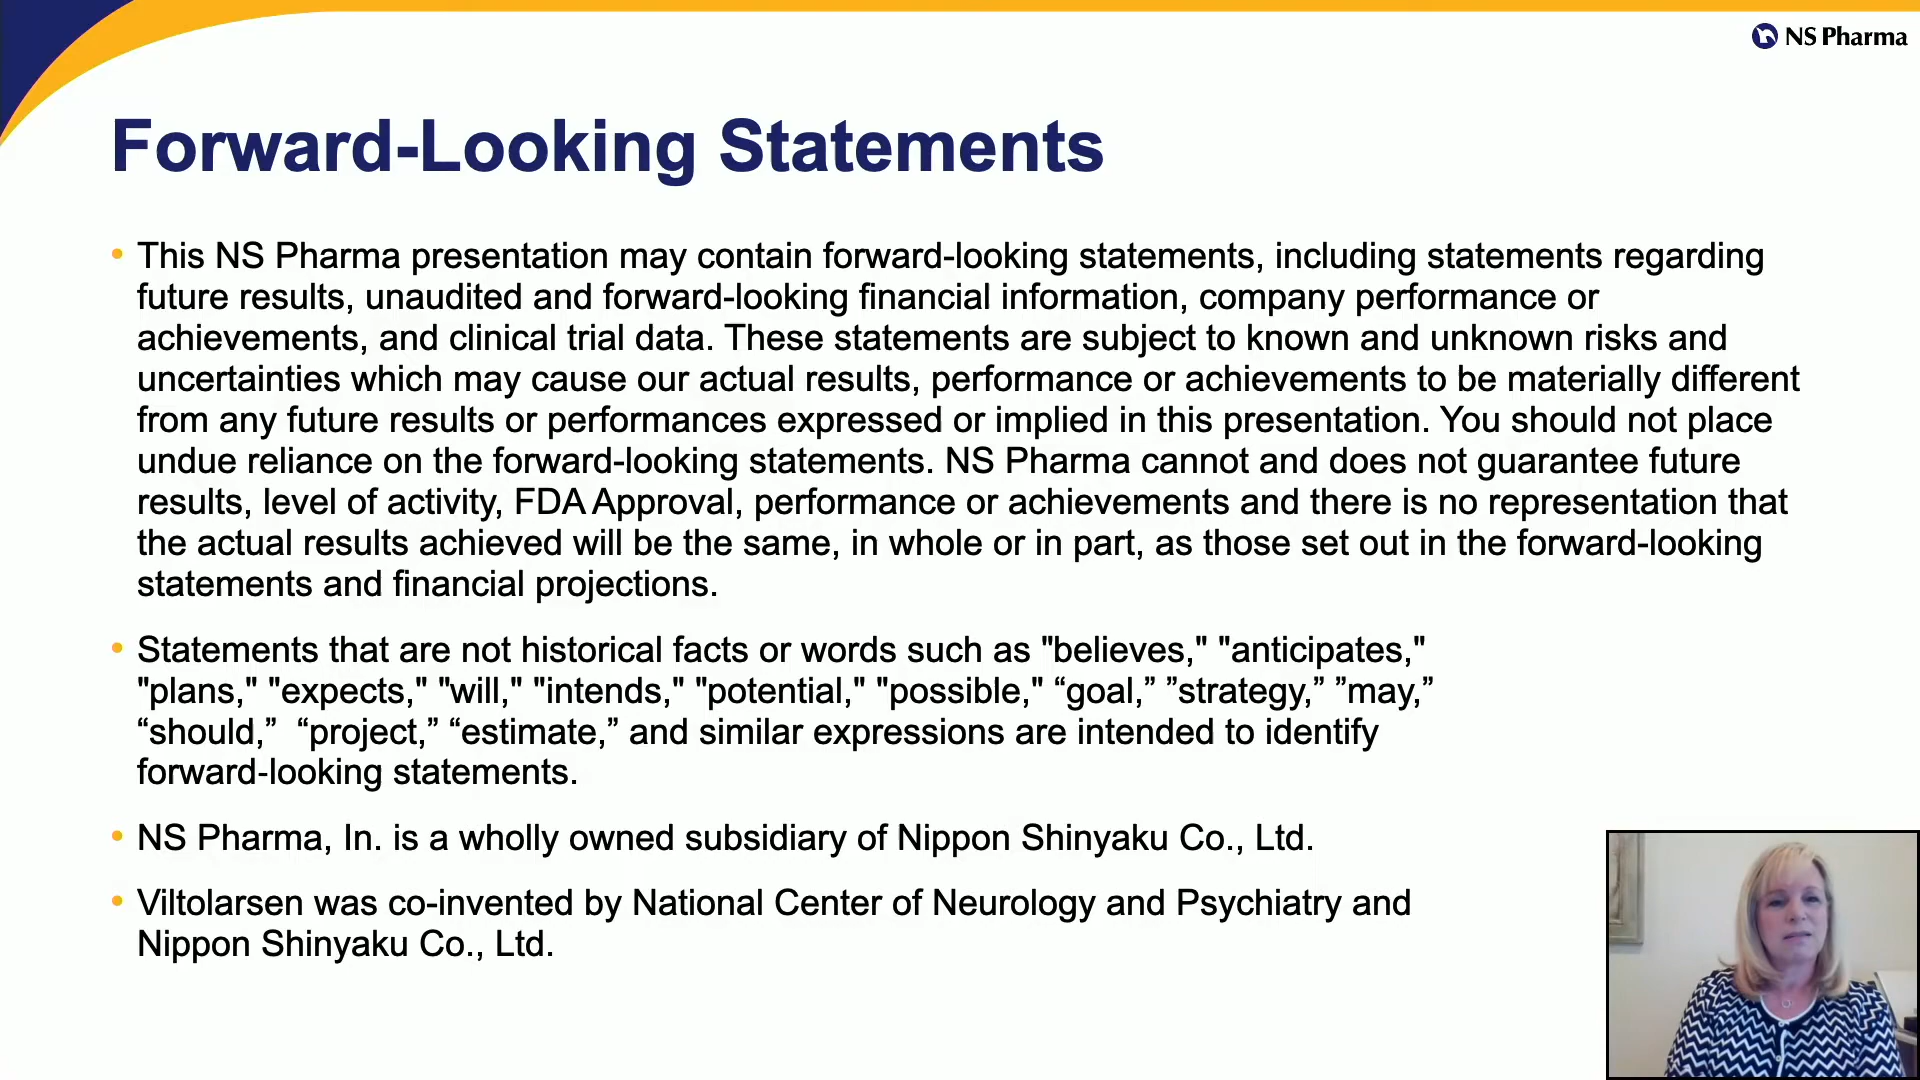 NS Pharma
Forward-Looking Statements
• This NS Pharma presentation may contain forward-looking statements, including statements regarding
future results, unaudited and forward-looking financial information, company performance or
achievements, and clinical trial data. These statements are subject to known and unknown risks and
uncertainties which may cause our actual results, performance or achievements to be materially different
from any future results or performances expressed or implied in this presentation. You should not place
undue reliance on the forward-looking statements. NS Pharma cannot and does not guarantee future
results, level of activity, FDA Approval, performance or achievements and there is no representation that
the actual results achieved will be the same, in whole or in part, as those set out in the forward-looking
statements and financial projections.
• Statements that are not historical facts or words such as "believes," "anticipates,"
"plans," "expects," "will," "intends," "potential," "possible," “goal,” ”strategy,” ”may,”
“should,”  “project,” “estimate,” and similar expressions are intended to identify
forward-looking statements.
• NS Pharma, In. is a wholly owned subsidiary of Nippon Shinyaku Co., Ltd.
• Viltolarsen was co-invented by National Center of Neurology and Psychiatry and
Nippon Shinyaku Co., Ltd.